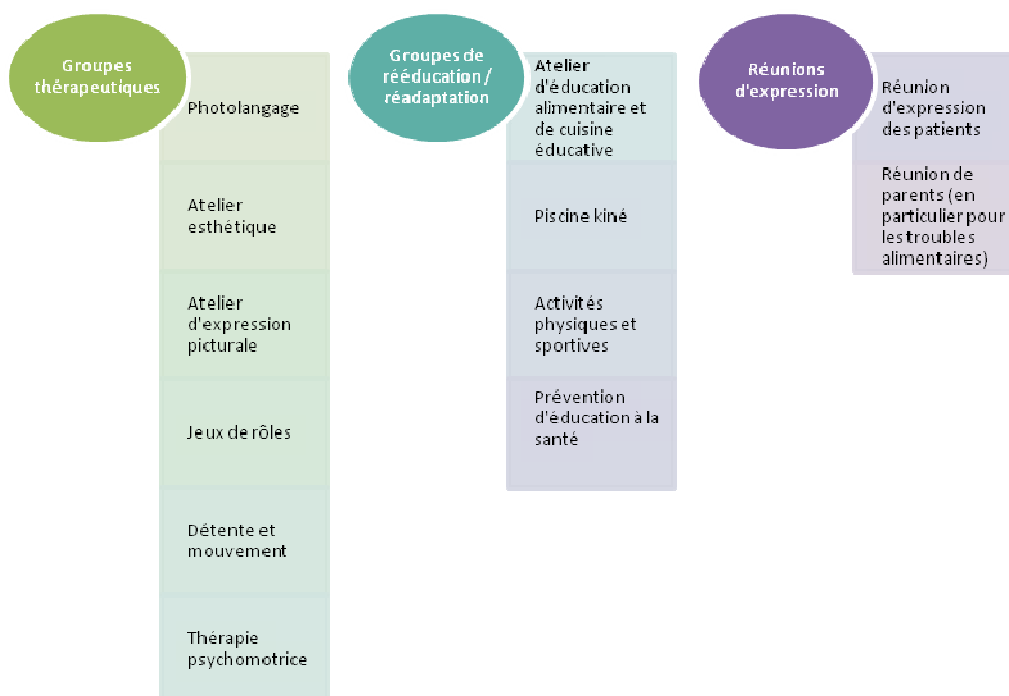 Groupes
thérapeutiques
Photolangage
Atelier
esthétique
Atelier
d'expression
picturale
Jeux de rôles
Détente et
mouvement
Thérapie
psychomotrice
Groupes de
rééducation /
réadaptation
Atelier
d'éducation
alimentaire et
de cuisine
éducative
Piscine kiné
Activités
physiques et
sportives
Prévention
d'éducation à la
santé
Réunions
d'expression
Réunion
d'expression
des patients
Réunion de
parents (en
particulier pour
les troubles
alimentaires)